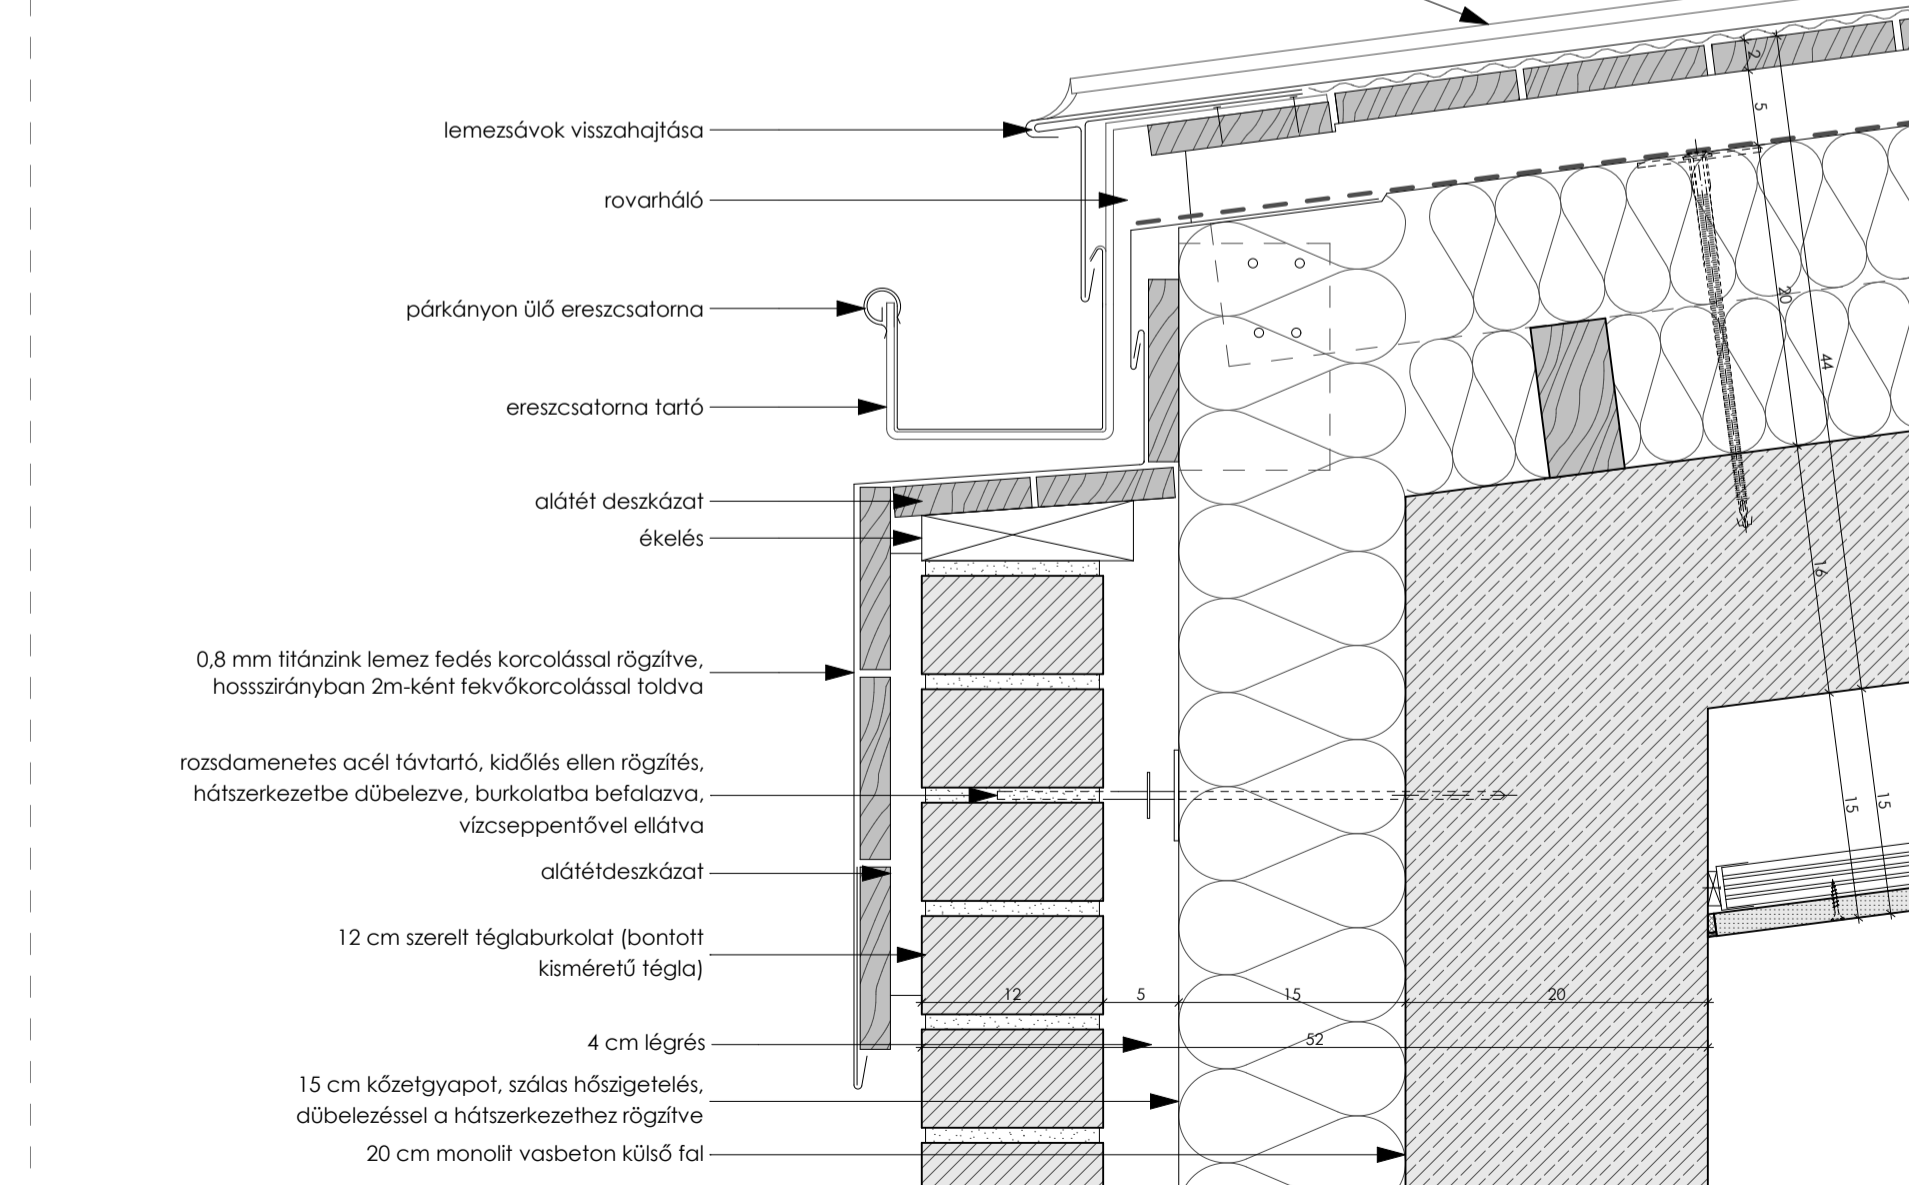 lemezsávok visszahajtása
rovarháló
párkányon ülő ereszcsatorna
ereszcsatorna tartó
alátét deszkázat
ékelés
0,8 mm titánzink lemez fedés korcolással rögzítve,
hossszirányban 2m-ként fekvőkorcolással toldva
rozsdamenetes acél távtartó, kidőlés ellen rögzítés,
hátszerkezetbe dübelezve, burkolatba befalazva,
vízcseppentővel ellátva
alátétdeszkázat
12 cm szerelt téglaburkolat (bontott
kisméretű tégla)
4 cm légrés
15 cm kőzetgyapot, szálas hőszigetelés,
dübelezéssel a hátszerkezethez rögzítve
20 cm monolit vasbeton külső fal
12
5
15
20
52
2
5
20
44
16
15
15